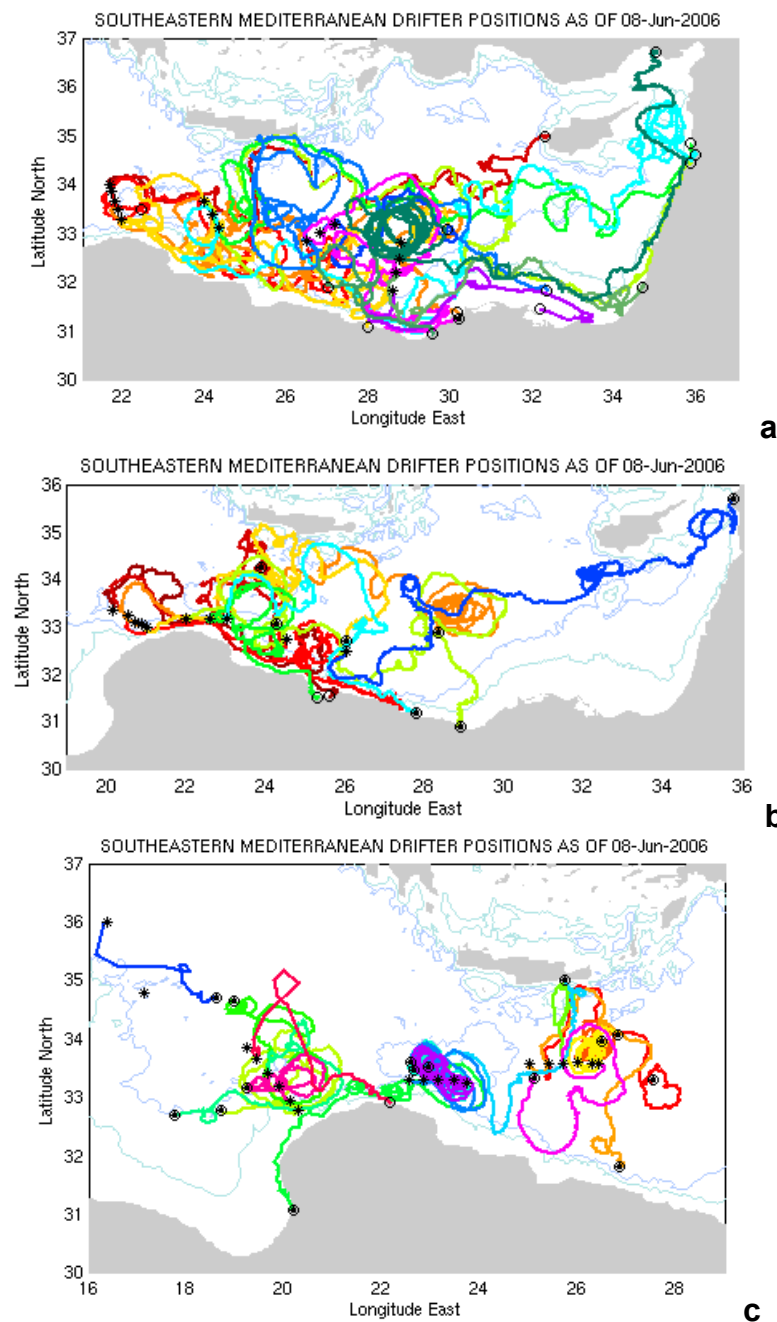 SOUTHEASTERN MEDITERRANEAN DRIFTER POSITIONS AS OF 08-Jun-2006
37
36
35
34
33
32
31
30
Latitude North
22 24 26 28 30 32 34 36
Longitude East
a
SOUTHEASTERN MEDITERRANEAN DRIFTER POSITIONS AS OF 08-Jun-2006
36
35
34
33
32
31
30
Latitude North
20 22 24 26 28 30 32 34 36
Longitude East
b
SOUTHEASTERN MEDITERRANEAN DRIFTER POSITIONS AS OF 08-Jun-2006
37
36
35
34
33
32
31
30
Latitude North
16 18 20 22 24 26 28
Longitude East
c